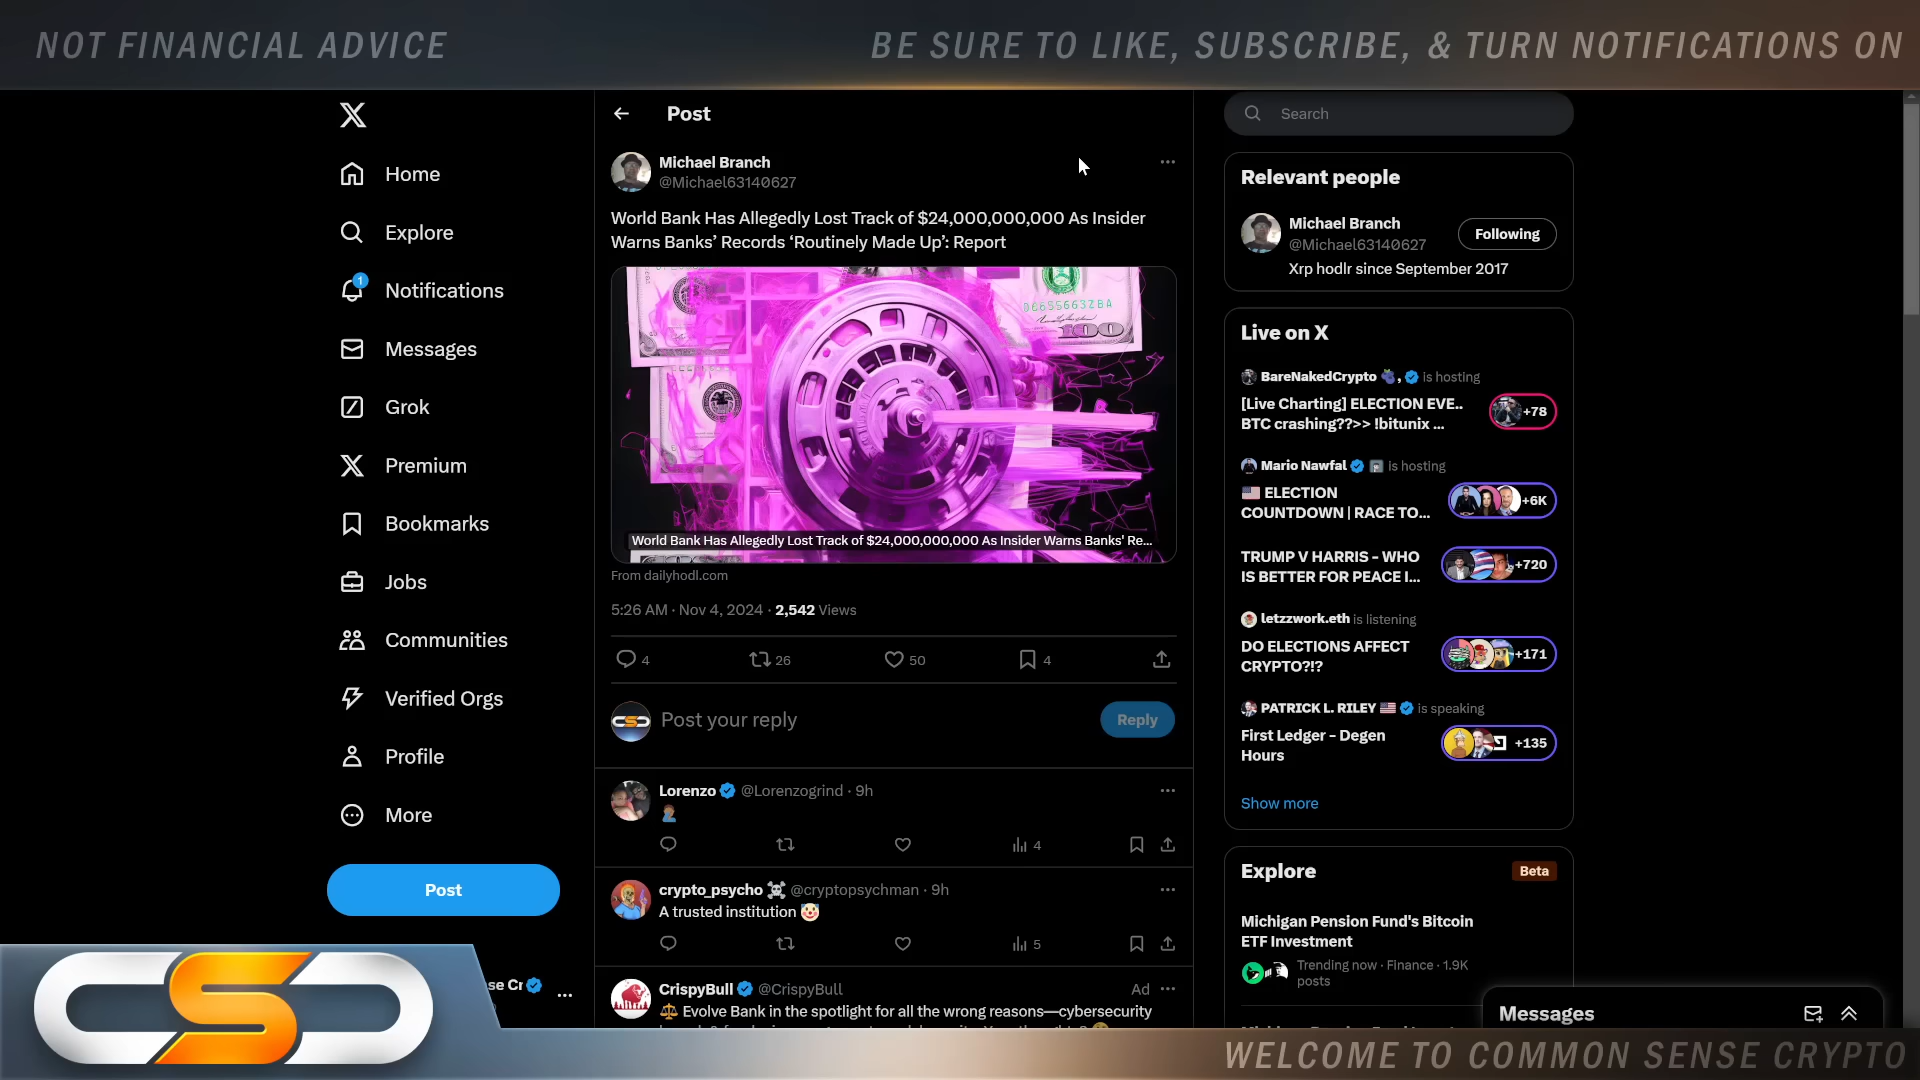 NOT FINANCIAL ADVICE
BE SURE TO LIKE, SUBSCRIBE, & TURN NOTIFICATIONS ON
Home
Explore
1
Notifications
Messages
Grok
Premium
Bookmarks
Jobs
Communities
Verified Orgs
Profile
More
Post
se Cr
Post
Michael Branch
@Michael63140627
World Bank Has Allegedly Lost Track of $24,000,000,000 As Insider
Warns Banks’ Records ‘Routinely Made Up’: Report
100
World Bank Has Allegedly Lost Track of $24,000,000,000 As Insider Warns Banks' Re...
From dailyhodl.com
5:26 AM · Nov 4, 2024 · 2,542 Views
4 26 50 4
Post your reply
Reply
Lorenzo @Lorenzogrind · 9h
4
crypto_psycho ☠️ @cryptopsychman · 9h
A trusted institution 🤡
5
CrispyBull @CrispyBull Ad
⚖️ Evolve Bank in the spotlight for all the wrong reasons—cybersecurity
Search
Relevant people
Michael Branch
@Michael63140627
Following
Xrp hodlr since September 2017
Live on X
BareNakedCrypto 🍇, is hosting
[Live Charting] ELECTION EVE..
BTC crashing??>> !bitunix ...
+78
Mario Nawfal is hosting
🇺🇸 ELECTION
COUNTDOWN | RACE TO...
+6K
TRUMP V HARRIS - WHO
IS BETTER FOR PEACE I...
+720
letzzwork.eth is listening
DO ELECTIONS AFFECT
CRYPTO?!?
+171
PATRICK L. RILEY 🇺🇸 is speaking
First Ledger - Degen
Hours
+135
Show more
Explore
Beta
Michigan Pension Fund's Bitcoin
ETF Investment
Trending now · Finance · 1.9K
posts
Messages
CSC
WELCOME TO COMMON SENSE CRYPTO